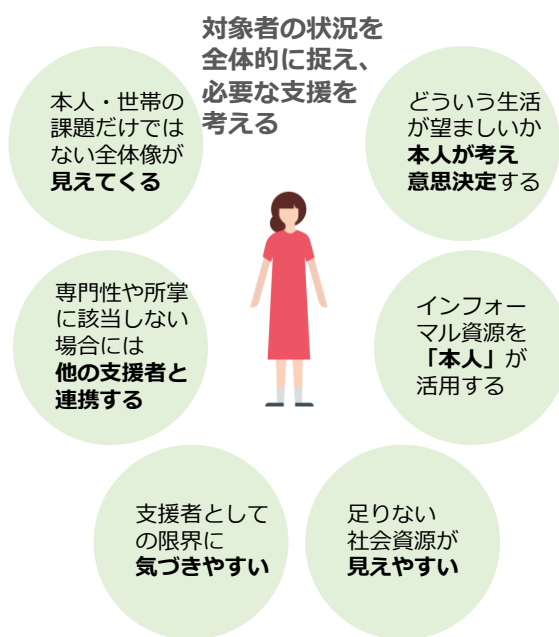 対象者の状況を
全体的に捉え、
必要な支援を
考える
本人・世帯の
課題だけでは
ない全体像が
見えてくる
どういう生活
が望ましいか
本人が考え
意思決定する
専門性や所掌
に該当しない
場合には
他の支援者と
連携する
インフォー
マル資源を
「本人」が
活用する
支援者として
の限界に
気づきやすい
足りない
社会資源が
見えやすい